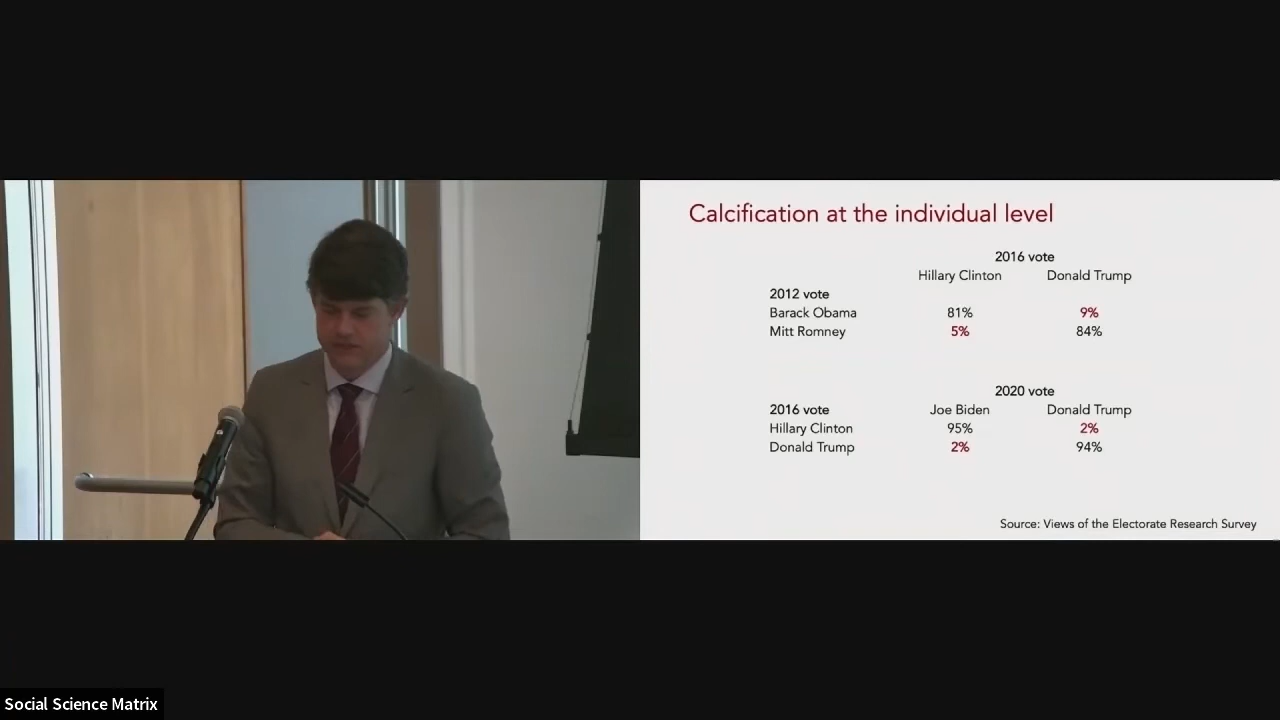 Calcification at the individual level
2016 vote
Hillary Clinton Donald Trump
2012 vote
Barack Obama 81% 9%
Mitt Romney 5% 84%
2020 vote
2016 vote Joe Biden Donald Trump
Hillary Clinton 95% 2%
Donald Trump 2% 94%
Source: Views of the Electorate Research Survey
Social Science Matrix